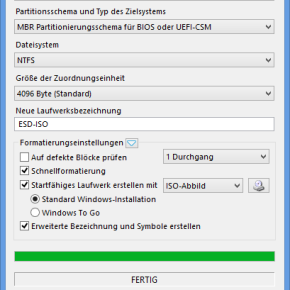 Partitionsschema und Typ des Zielsystems
MBR Partitionierungsschema für BIOS oder UEFI-CSM
Dateisystem
NTFS
Größe der Zuordnungseinheit
4096 Byte (Standard)
Neue Laufwerksbezeichnung
ESD-ISO
Formatierungseinstellungen
Auf defekte Blöcke prüfen 1 Durchgang
Schnellformatierung
Startfähiges Laufwerk erstellen mit ISO-Abbild
Standard Windows-Installation
Windows To Go
Erweiterte Bezeichnung und Symbole erstellen
FERTIG